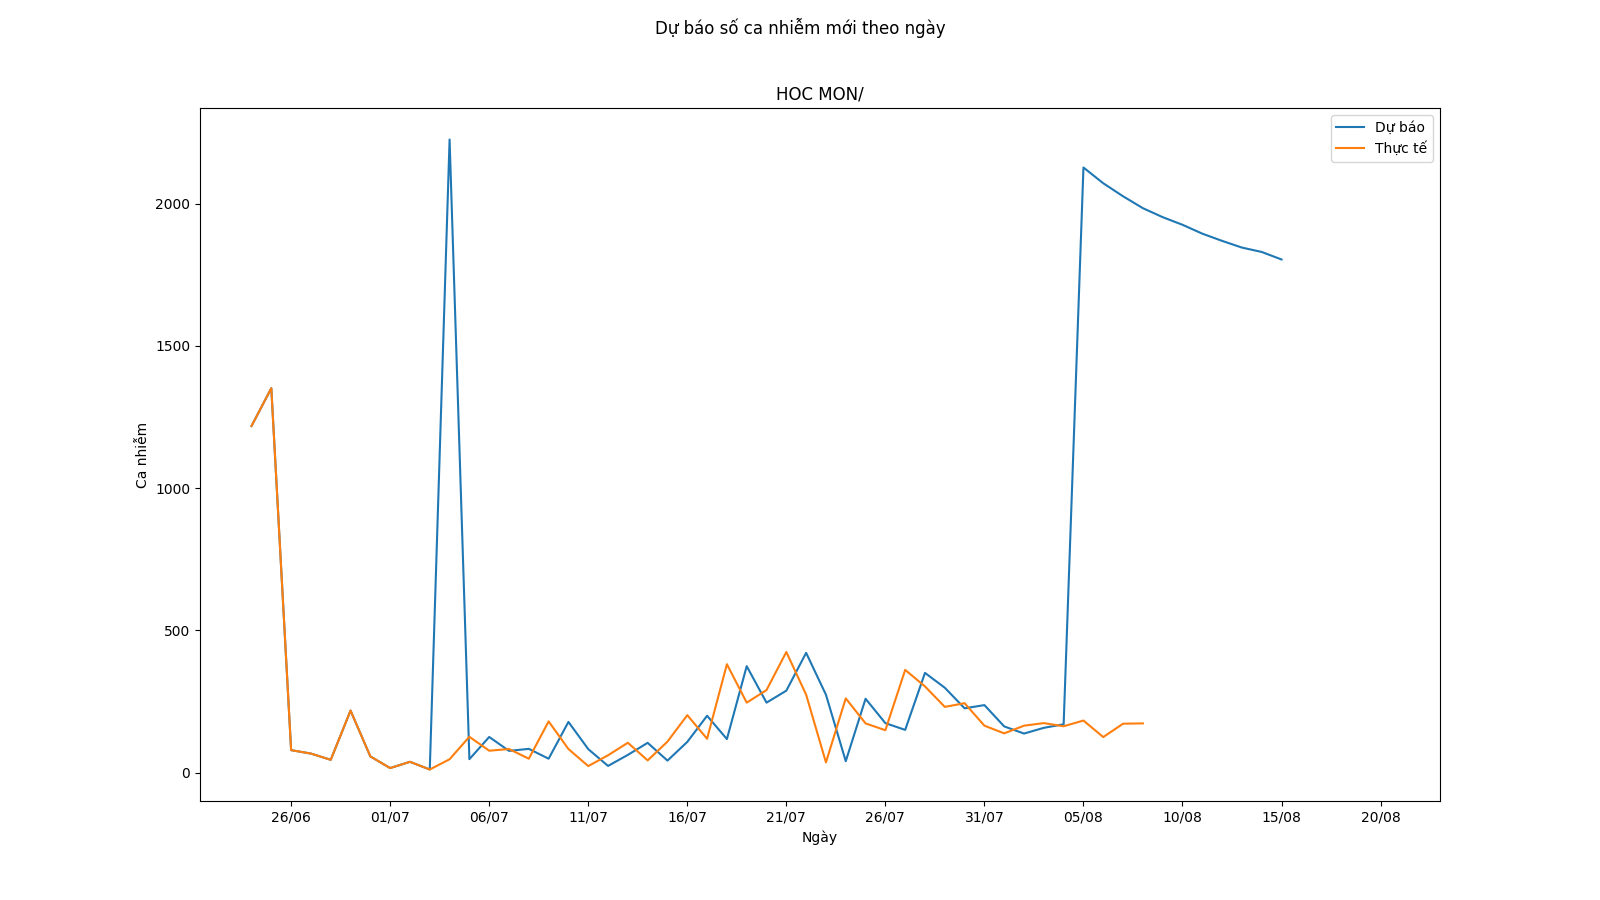 Dự báo số ca nhiễm mới theo ngày
HOC MON/
Dự báo
Thực tế
2000
1500
1000
500
0
Ca nhiễm
26/06 01/07 06/07 11/07 16/07 21/07 26/07 31/07 05/08 10/08 15/08 20/08
Ngày